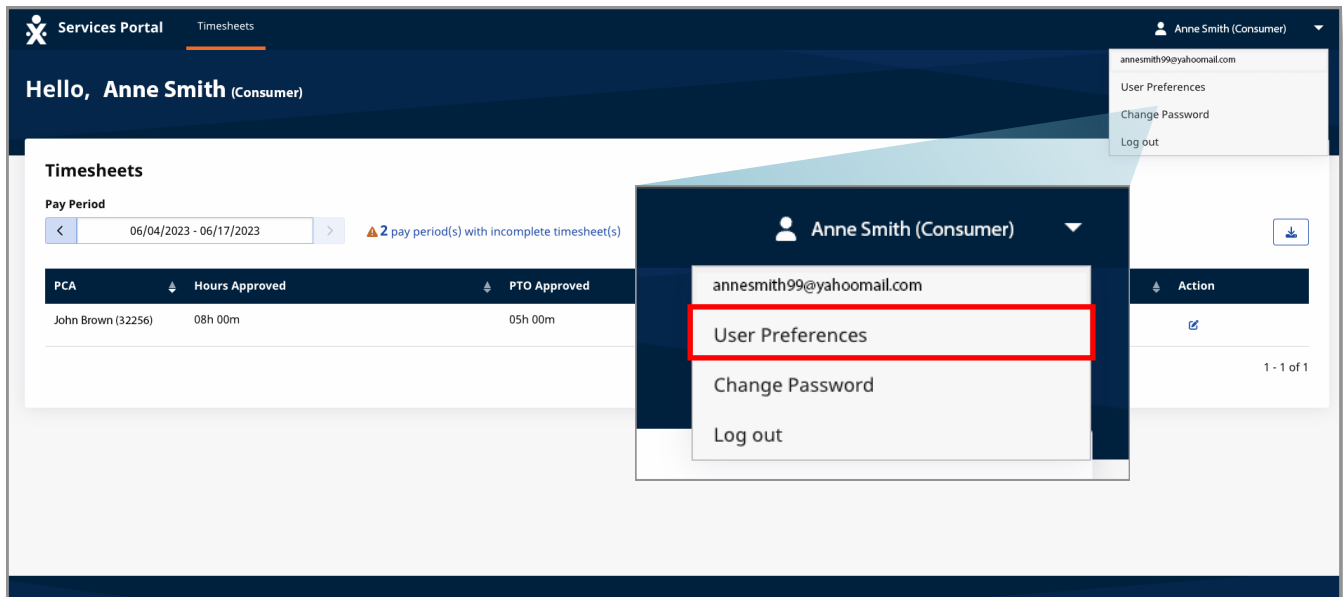 Services Portal Timesheets Anne Smith (Consumer)
annesmith99@yahoomail.com
User Preferences
Change Password
Log out
Hello, Anne Smith (Consumer)
Timesheets
Pay Period
06/04/2023 - 06/17/2023 2 pay period(s) with incomplete timesheet(s)
PCA Hours Approved PTO Approved Action
John Brown (32256) 08h 00m 05h 00m
1 - 1 of 1
Anne Smith (Consumer)
annesmith99@yahoomail.com
User Preferences
Change Password
Log out